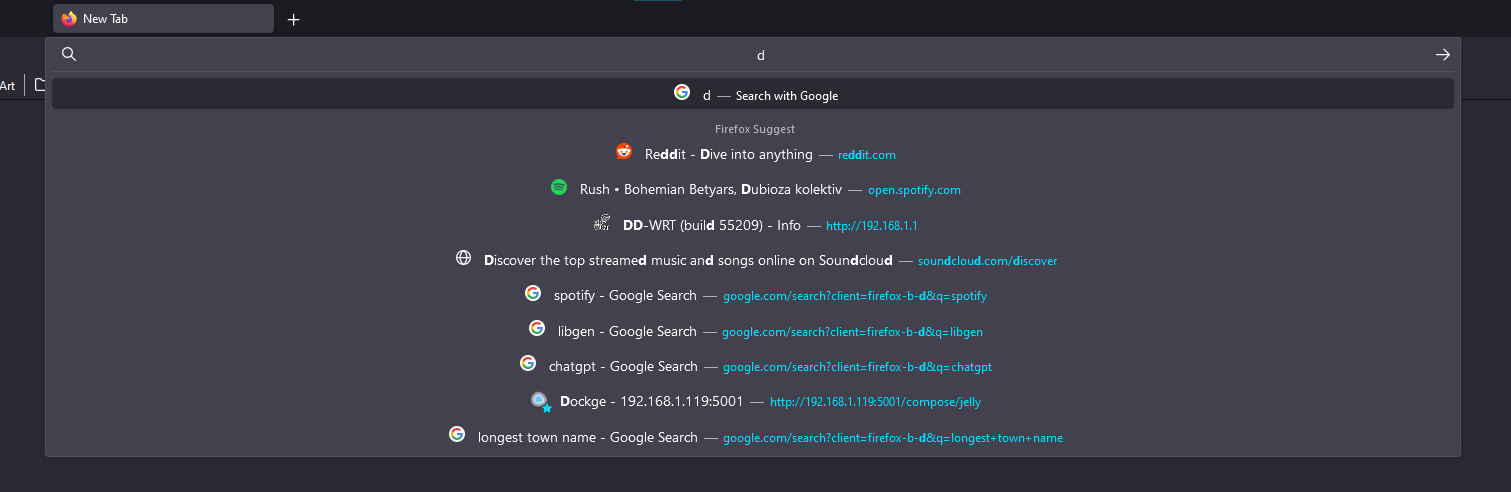 New Tab
d
Art
d — Search with Google
Firefox Suggest
Reddit - Dive into anything — reddit.com
Rush • Bohemian Betyars, Dubioza kolektiv — open.spotify.com
DD-WRT (build 55209) - Info — http://192.168.1.1
Discover the top streamed music and songs online on Soundcloud — soundcloud.com/discover
spotify - Google Search — google.com/search?client=firefox-b-d&q=spotify
libgen - Google Search — google.com/search?client=firefox-b-d&q=libgen
chatgpt - Google Search — google.com/search?client=firefox-b-d&q=chatgpt
Dockge - 192.168.1.119:5001 — http://192.168.1.119:5001/compose/jelly
longest town name - Google Search — google.com/search?client=firefox-b-d&q=longest+town+name